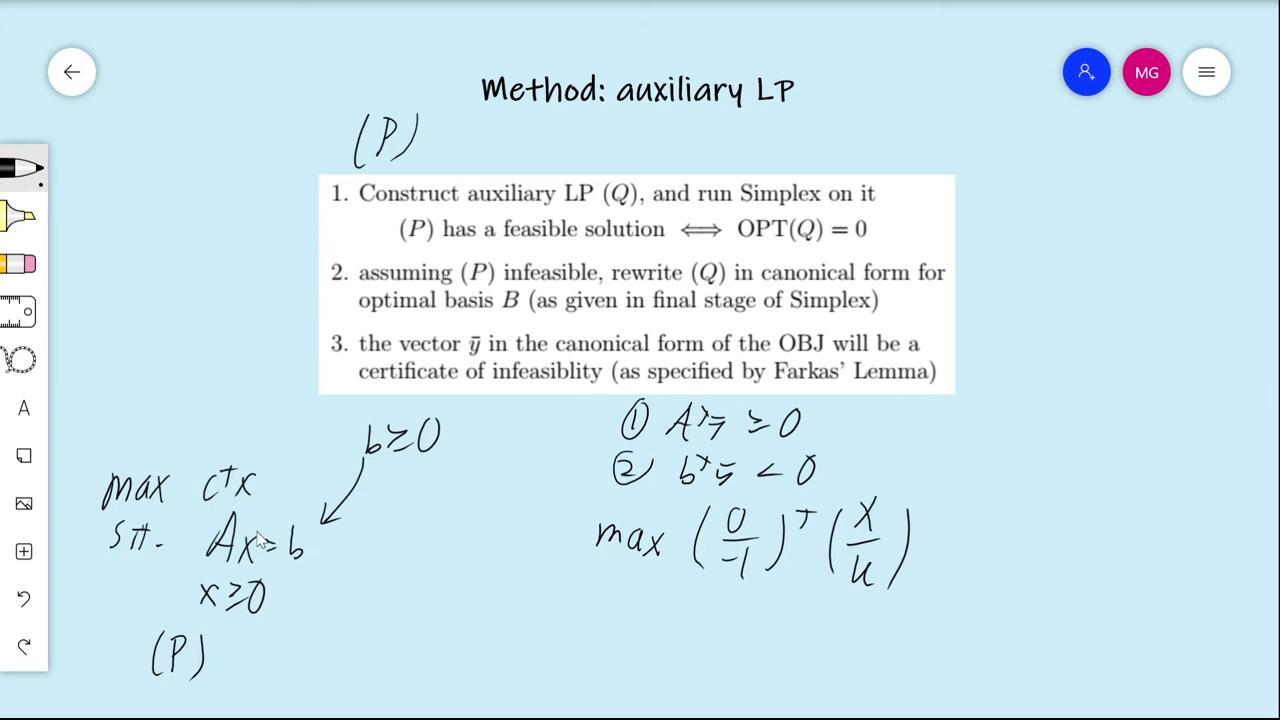 MG
Method: auxiliary LP
(P)
1. Construct auxiliary LP (Q), and run Simplex on it
(P) has a feasible solution ⟺ OPT(Q) = 0
2. assuming (P) infeasible, rewrite (Q) in canonical form for
optimal basis B (as given in final stage of Simplex)
3. the vector ȳ in the canonical form of the OBJ will be a
certificate of infeasiblity (as specified by Farkas' Lemma)
b ≥ 0
① Aᵀȳ ≥ 0
② bᵀȳ < 0
max cᵀx
s.t. Ax = b
x ≥ 0
(P)
max (0/-1)ᵀ (x/u)
A